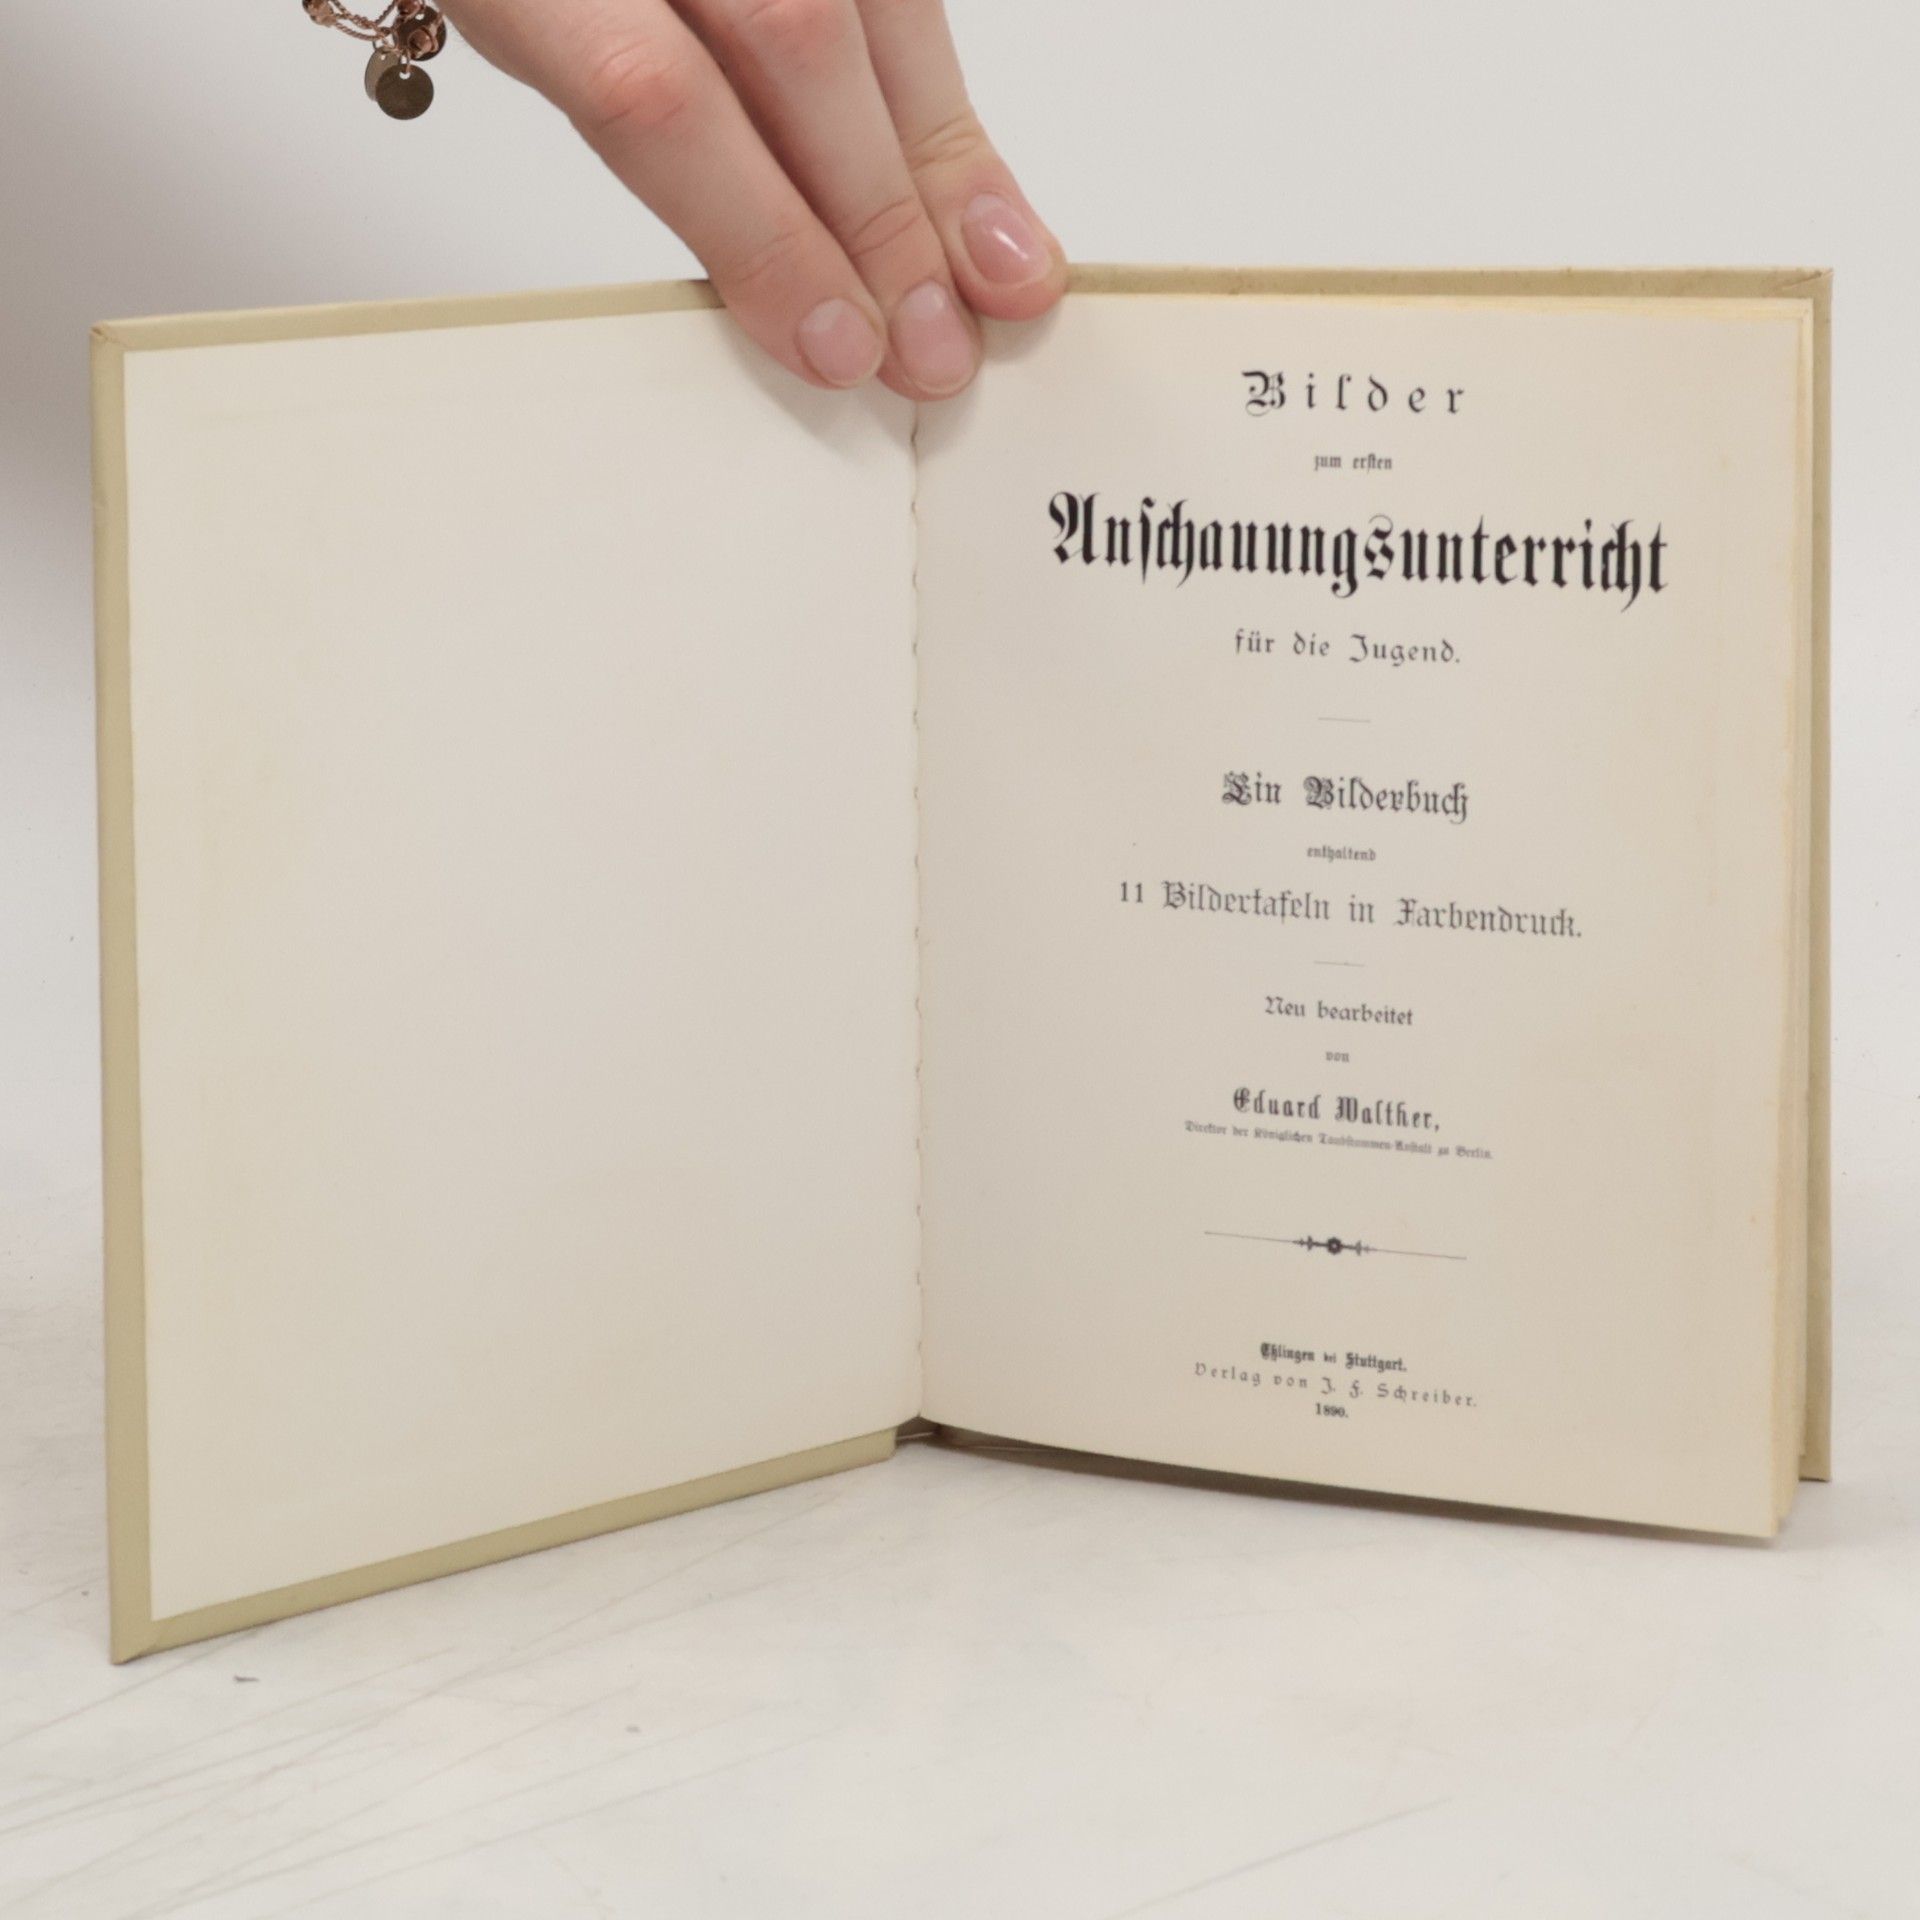 Bilder
zum ersten
Anschauungsunterricht
für die Jugend.
Ein Bilderbuch
enthaltend
11 Bildertafeln in Farbendruck.
Neu bearbeitet
von
Eduard Walther,
Direktor der Königlichen Taubstummen-Anstalt zu Berlin.
Eßlingen bei Stuttgart.
Verlag von J. F. Schreiber.
1890.